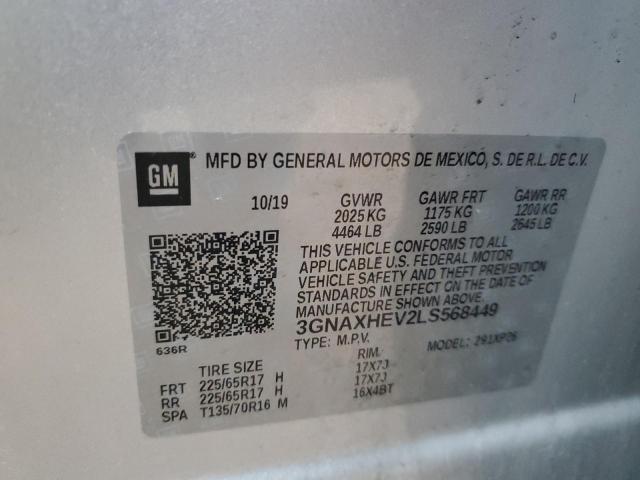 GM
MFD BY GENERAL MOTORS DE MEXICO, S. DE R.L. DE C.V.
10/19 GVWR GAWR FRT GAWR RR
2025 KG 1175 KG 1200 KG
4464 LB 2590 LB 2645 LB
THIS VEHICLE CONFORMS TO ALL
APPLICABLE U.S. FEDERAL MOTOR
VEHICLE SAFETY AND THEFT PREVENTION
STANDARDS IN EFFECT ON THE DATE OF
MANUFACTURE SHOWN ABOVE.
3GNAXHEV2LS568449
TYPE: M.P.V. MODEL: 291XP26
636R
TIRE SIZE RIM
FRT 225/65R17 H 17X7J
RR 225/65R17 H 17X7J
SPA T135/70R16 M 16X4BT